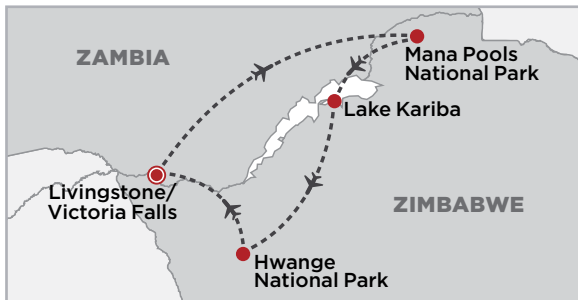 ZAMBIA
Mana Pools
National Park
Lake Kariba
Livingstone/
Victoria Falls
ZIMBABWE
Hwange
National Park